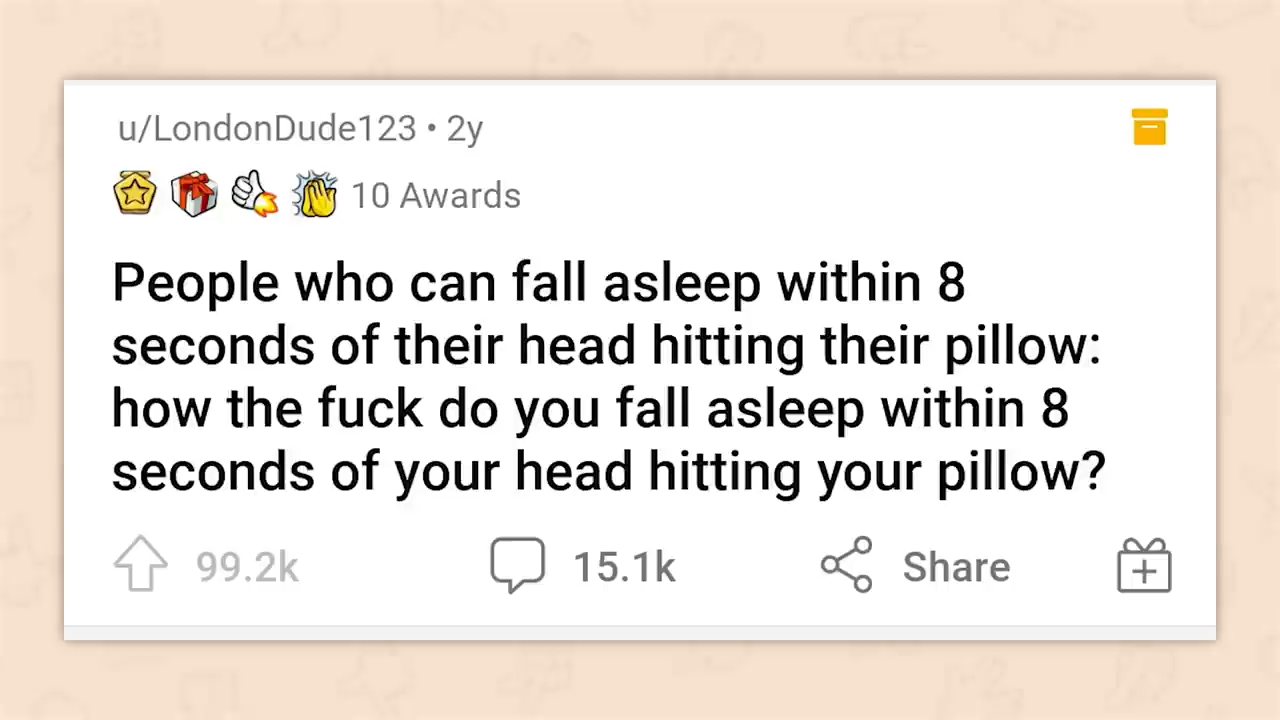 u/LondonDude123 • 2y
10 Awards
People who can fall asleep within 8
seconds of their head hitting their pillow:
how the fuck do you fall asleep within 8
seconds of your head hitting your pillow?
99.2k 15.1k Share